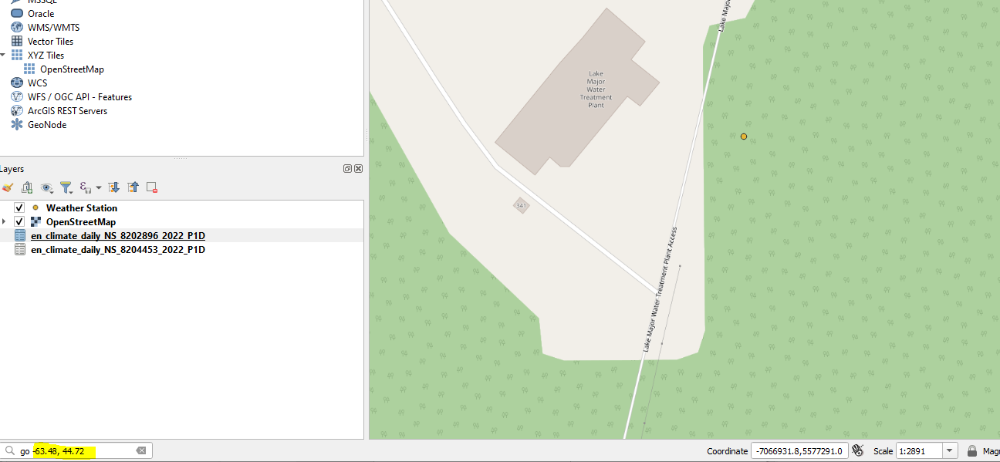 MSSQL
Oracle
WMS/WMTS
Vector Tiles
XYZ Tiles
OpenStreetMap
WCS
WFS / OGC API - Features
ArcGIS REST Servers
GeoNode
Layers
Weather Station
OpenStreetMap
en_climate_daily_NS_8202896_2022_P1D
en_climate_daily_NS_8204453_2022_P1D
Lake Major
Lake
Major
Water
Treatment
Plant
341
Lake Major Water Treatment Plant Access
go -63.48, 44.72
Coordinate -7066931.8,5577291.0 Scale 1:2891 Magn